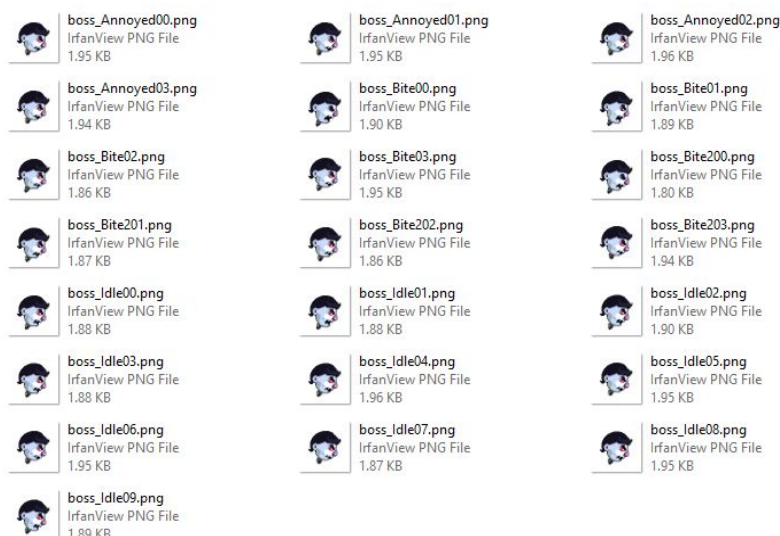 boss_Annoyed00.png
IrfanView PNG File
1.95 KB
boss_Annoyed01.png
IrfanView PNG File
1.95 KB
boss_Annoyed02.png
IrfanView PNG File
1.96 KB
boss_Annoyed03.png
IrfanView PNG File
1.94 KB
boss_Bite00.png
IrfanView PNG File
1.90 KB
boss_Bite01.png
IrfanView PNG File
1.89 KB
boss_Bite02.png
IrfanView PNG File
1.86 KB
boss_Bite03.png
IrfanView PNG File
1.95 KB
boss_Bite200.png
IrfanView PNG File
1.80 KB
boss_Bite201.png
IrfanView PNG File
1.87 KB
boss_Bite202.png
IrfanView PNG File
1.86 KB
boss_Bite203.png
IrfanView PNG File
1.94 KB
boss_Idle00.png
IrfanView PNG File
1.88 KB
boss_Idle01.png
IrfanView PNG File
1.88 KB
boss_Idle02.png
IrfanView PNG File
1.90 KB
boss_Idle03.png
IrfanView PNG File
1.88 KB
boss_Idle04.png
IrfanView PNG File
1.96 KB
boss_Idle05.png
IrfanView PNG File
1.95 KB
boss_Idle06.png
IrfanView PNG File
1.95 KB
boss_Idle07.png
IrfanView PNG File
1.87 KB
boss_Idle08.png
IrfanView PNG File
1.95 KB
boss_Idle09.png
IrfanView PNG File
1.89 KB